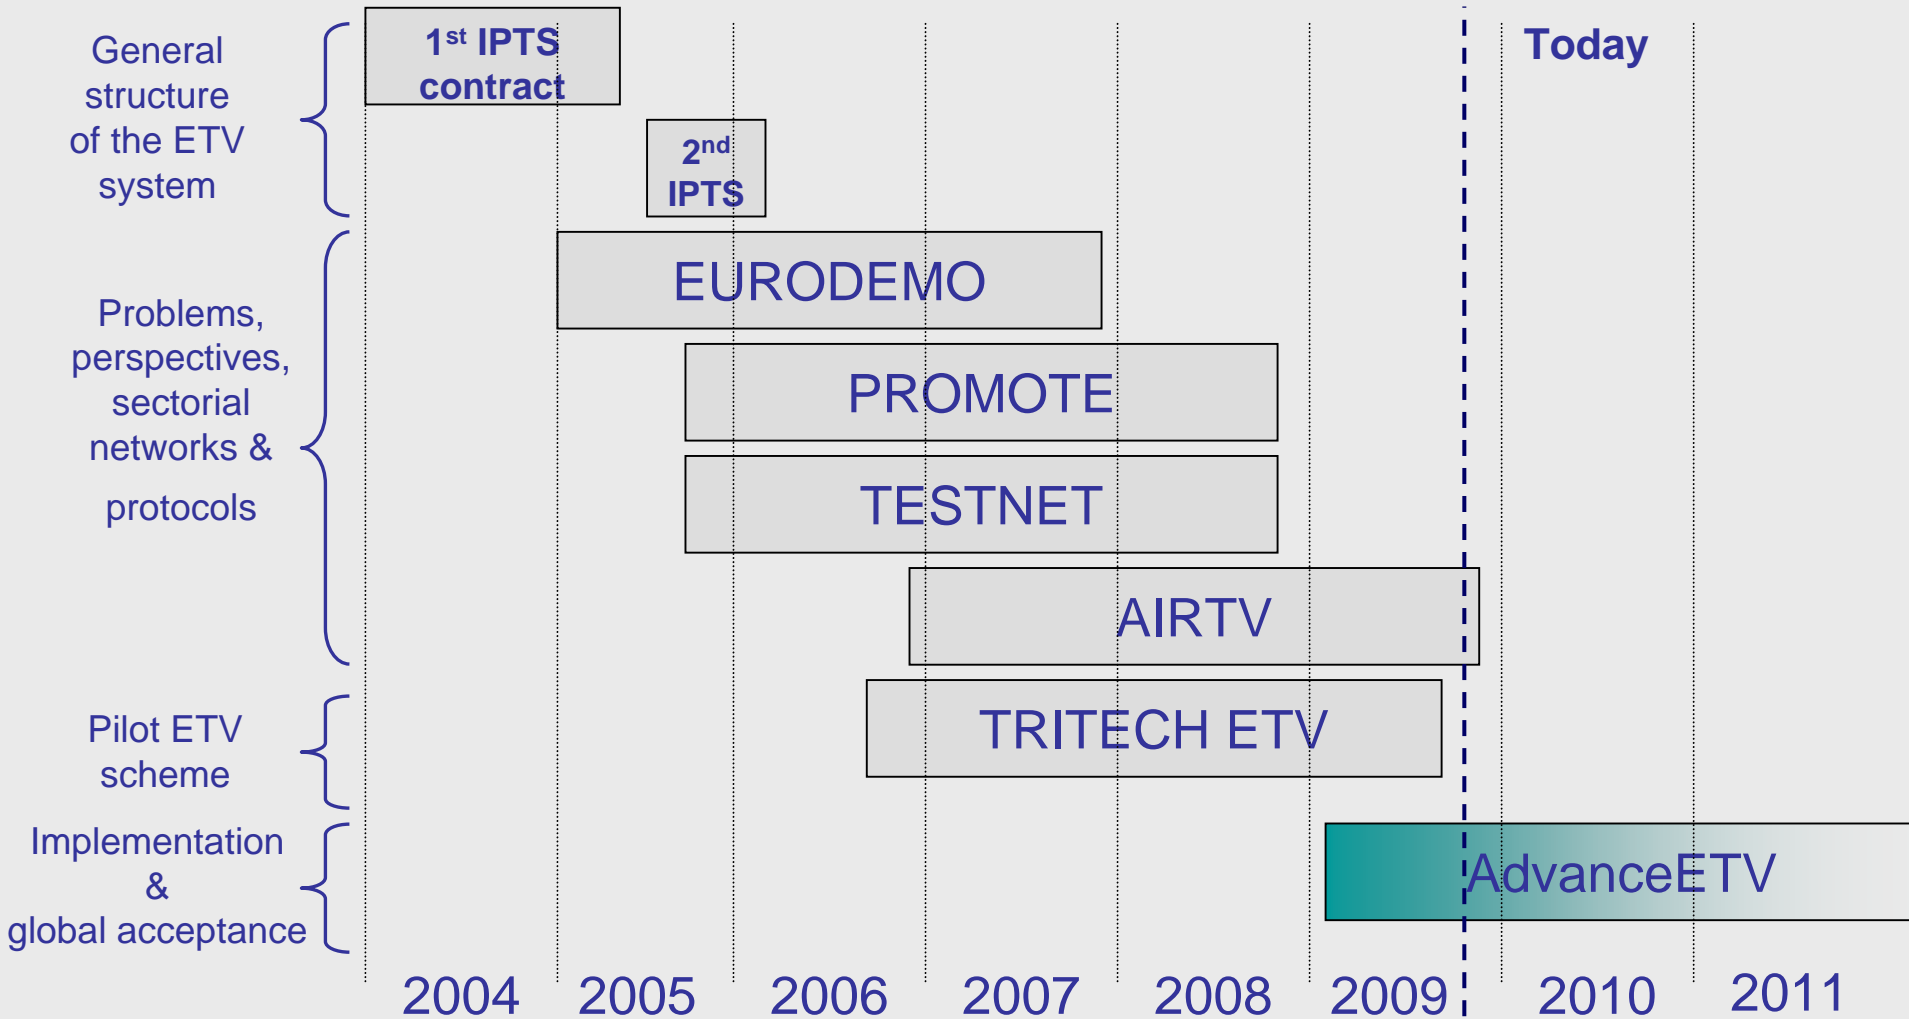 General
structure
of the ETV
system
1st IPTS
contract
Today
2nd
IPTS
EURODEMO
Problems,
perspectives,
sectorial
networks &
protocols
PROMOTE
TESTNET
AIRTV
Pilot ETV
scheme
TRITECH ETV
Implementation
&
global acceptance
AdvanceETV
2004 2005 2006 2007 2008 2009 2010 2011